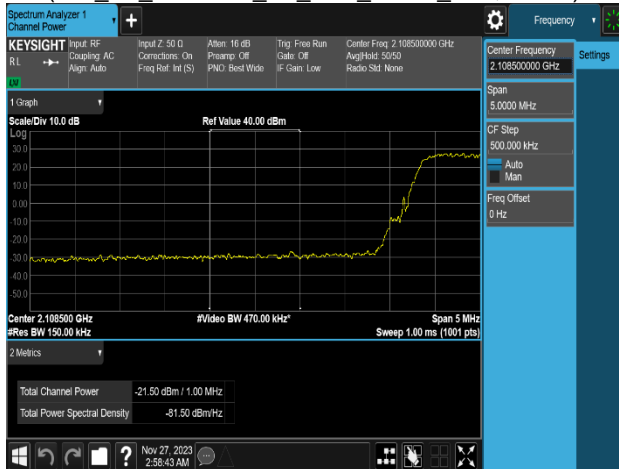 Spectrum Analyzer 1
Channel Power
Frequency
KEYSIGHT
RL
Input: RF
Coupling: AC
Align: Auto
Input Z: 50 Ω
Corrections: On
Freq Ref: Int (S)
Atten: 16 dB
Preamp: Off
PNO: Best Wide
Trig: Free Run
Gate: Off
IF Gain: Low
Center Freq: 2.108500000 GHz
Avg|Hold: 50/50
Radio Std: None
Center Frequency
2.108500000 GHz
Settings
Span
5.0000 MHz
CF Step
500.000 kHz
Auto
Man
Freq Offset
0 Hz
1 Graph
Scale/Div 10.0 dB
Ref Value 40.00 dBm
Log
30.0
20.0
10.0
0.00
-10.0
-20.0
-30.0
-40.0
-50.0
Center 2.108500 GHz
#Video BW 470.00 kHz*
Span 5 MHz
#Res BW 150.00 kHz
Sweep 1.00 ms (1001 pts)
2 Metrics
Total Channel Power -21.50 dBm / 1.00 MHz
Total Power Spectral Density -81.50 dBm/Hz
?
Nov 27, 2023
2:58:43 AM